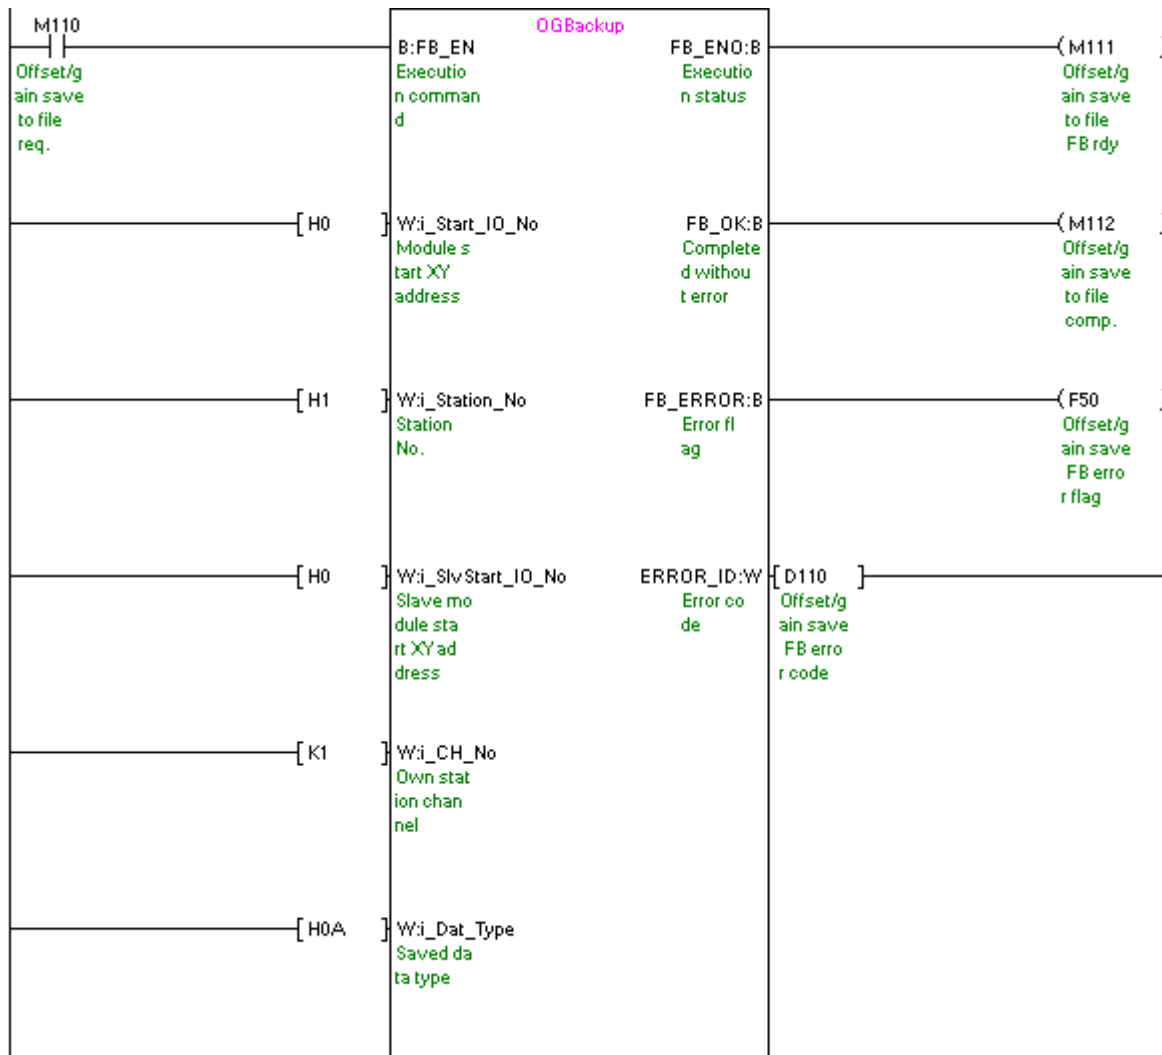 M110
OGBackup
B:FB_EN
FB_ENO:B
M111
Offset/g
ain save
to file
req.
Executio
n comman
d
Executio
n status
Offset/g
ain save
to file
FB rdy
H0
W:i_Start_IO_No
FB_OK:B
M112
Module s
tart XY
address
Complete
d withou
t error
Offset/g
ain save
to file
comp.
H1
W:i_Station_No
FB_ERROR:B
F50
Station
No.
Error fl
ag
Offset/g
ain save
FB erro
r flag
H0
W:i_SlvStart_IO_No
ERROR_ID:W
D110
Slave mo
dule sta
rt XY ad
dress
Error co
de
Offset/g
ain save
FB erro
r code
K1
W:i_CH_No
Own stat
ion chan
nel
H0A
W:i_Dat_Type
Saved da
ta type